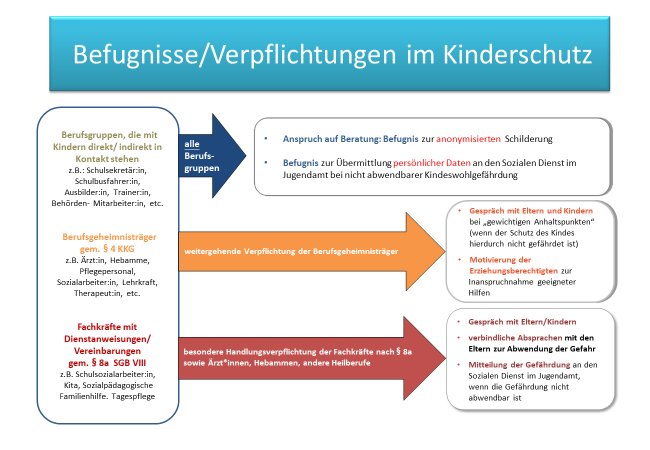 Befugnisse/Verpflichtungen im Kinderschutz
Berufsgruppen, die mit
Kindern direkt/ indirekt in
Kontakt stehen
z.B.: Schulsekretär:in,
Schulbusfahrer:in,
Ausbilder:in, Trainer:in,
Behörden- Mitarbeiter:in, etc.
alle
Berufs-
gruppen
• Anspruch auf Beratung: Befugnis zur anonymisierten Schilderung
• Befugnis zur Übermittlung persönlicher Daten an den Sozialen Dienst im
Jugendamt bei nicht abwendbarer Kindeswohlgefährdung
Berufsgeheimnisträger
gem. § 4 KKG
z.B. Ärzt:in, Hebamme,
Pflegepersonal,
Sozialarbeiter:in, Lehrkraft,
Therapeut:in, etc.
weitergehende Verpflichtung der Berufsgeheimnisträger
• Gespräch mit Eltern und Kindern
bei „gewichtigen Anhaltspunkten“
(wenn der Schutz des Kindes
hierdurch nicht gefährdet ist)
• Motivierung der
Erziehungsberechtigten zur
Inanspruchnahme geeigneter
Hilfen
Fachkräfte mit
Dienstanweisungen/
Vereinbarungen
gem. § 8a SGB VIII
z.B. Schulsozialarbeiter:in,
Kita, Sozialpädagogische
Familienhilfe. Tagespflege
besondere Handlungsverpflichtung der Fachkräfte nach § 8a
sowie Ärzt*innen, Hebammen, andere Heilberufe
• Gespräch mit Eltern/Kindern
• verbindliche Absprachen mit den
Eltern zur Abwendung der Gefahr
• Mitteilung der Gefährdung an den
Sozialen Dienst im Jugendamt,
wenn die Gefährdung nicht
abwendbar ist